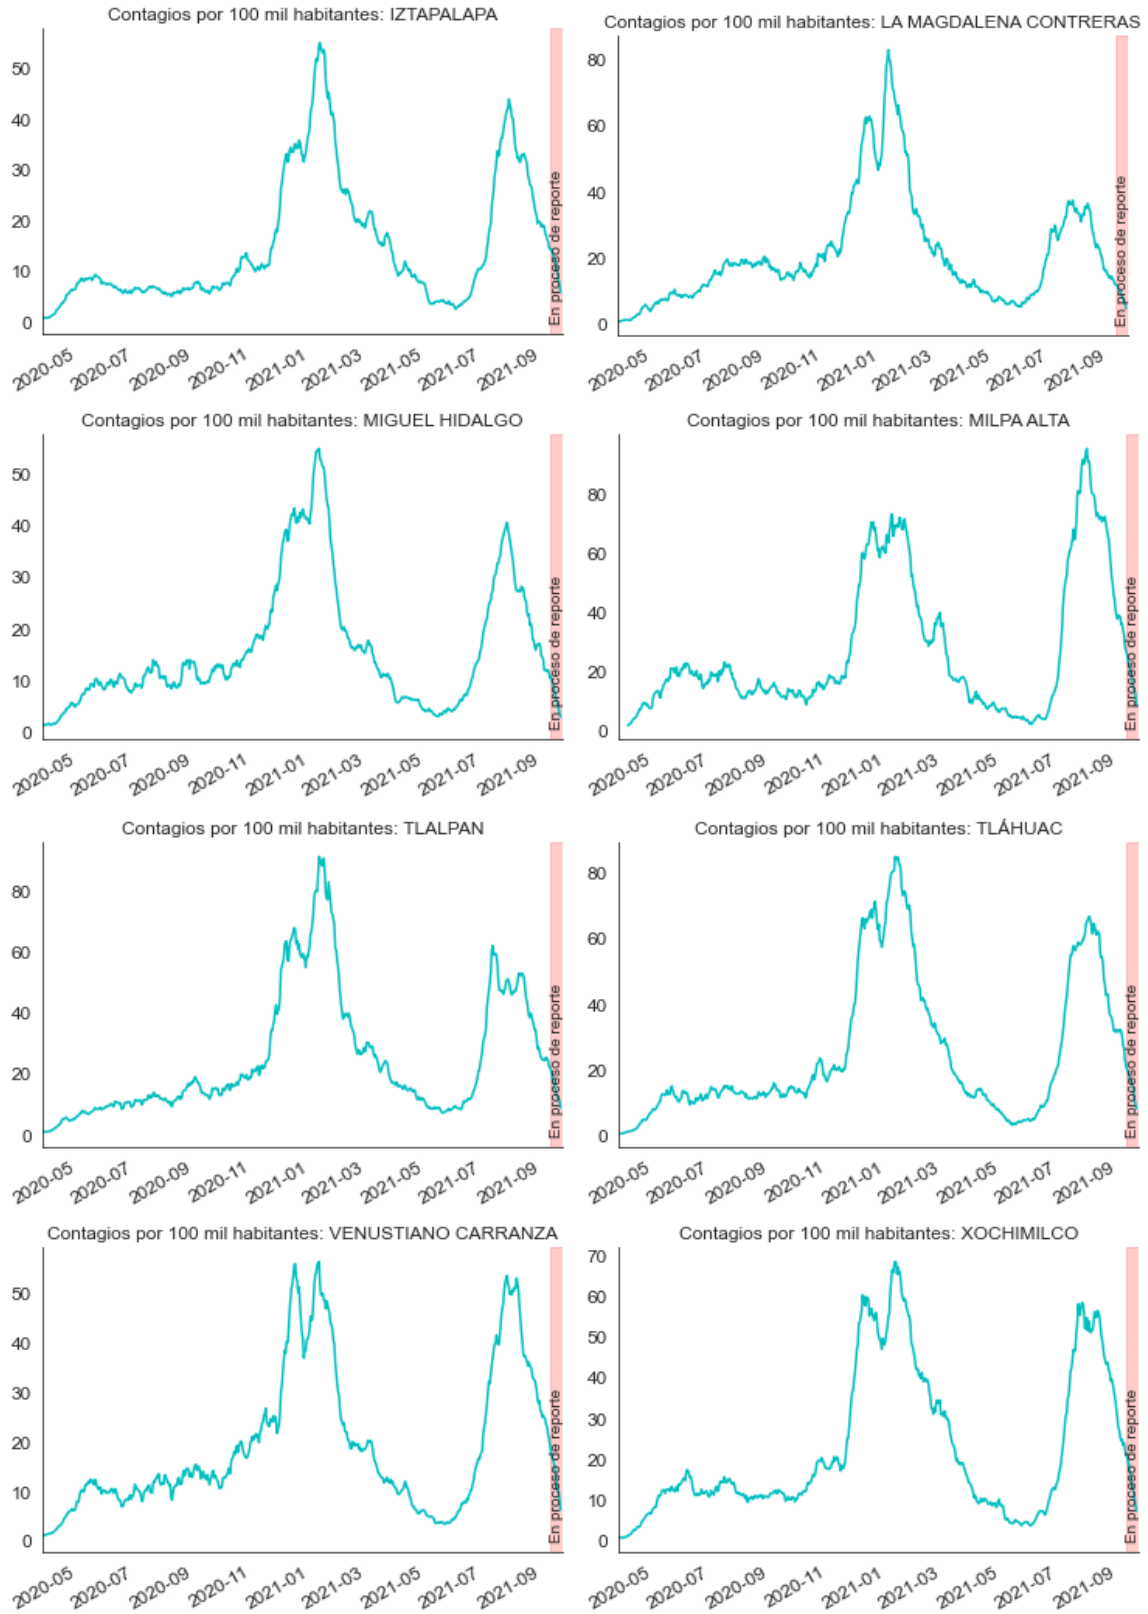 Contagios por 100 mil habitantes: IZTAPALAPA
50
40
30
20
10
0
En proceso de reporte
2020-05 2020-07 2020-09 2020-11 2021-01 2021-03 2021-05 2021-07 2021-09
Contagios por 100 mil habitantes: LA MAGDALENA CONTRERAS
80
60
40
20
0
En proceso de reporte
2020-05 2020-07 2020-09 2020-11 2021-01 2021-03 2021-05 2021-07 2021-09
Contagios por 100 mil habitantes: MIGUEL HIDALGO
50
40
30
20
10
0
En proceso de reporte
2020-05 2020-07 2020-09 2020-11 2021-01 2021-03 2021-05 2021-07 2021-09
Contagios por 100 mil habitantes: MILPA ALTA
80
60
40
20
0
En proceso de reporte
2020-05 2020-07 2020-09 2020-11 2021-01 2021-03 2021-05 2021-07 2021-09
Contagios por 100 mil habitantes: TLALPAN
80
60
40
20
0
En proceso de reporte
2020-05 2020-07 2020-09 2020-11 2021-01 2021-03 2021-05 2021-07 2021-09
Contagios por 100 mil habitantes: TLÁHUAC
80
60
40
20
0
En proceso de reporte
2020-05 2020-07 2020-09 2020-11 2021-01 2021-03 2021-05 2021-07 2021-09
Contagios por 100 mil habitantes: VENUSTIANO CARRANZA
50
40
30
20
10
0
En proceso de reporte
2020-05 2020-07 2020-09 2020-11 2021-01 2021-03 2021-05 2021-07 2021-09
Contagios por 100 mil habitantes: XOCHIMILCO
70
60
50
40
30
20
10
0
En proceso de reporte
2020-05 2020-07 2020-09 2020-11 2021-01 2021-03 2021-05 2021-07 2021-09